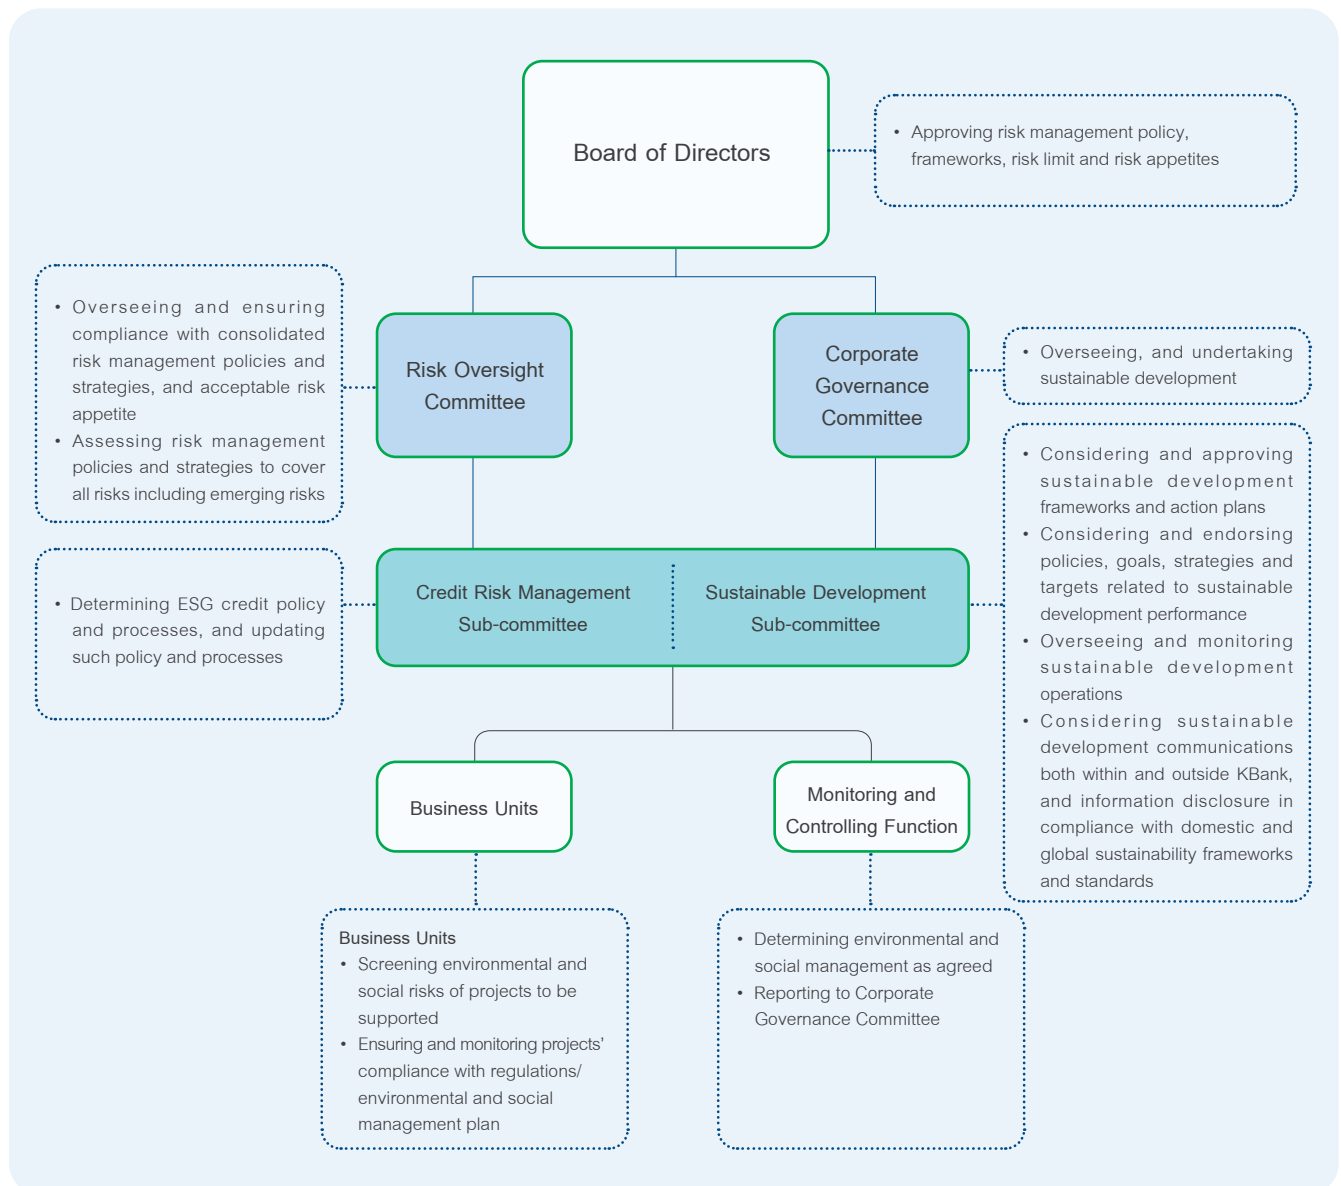 Board of Directors
• Approving risk management policy,
frameworks, risk limit and risk appetites
• Overseeing and ensuring
compliance with consolidated
risk management policies and
strategies, and acceptable risk
appetite
• Assessing risk management
policies and strategies to cover
all risks including emerging risks
Risk Oversight
Committee
Corporate
Governance
Committee
• Overseeing, and undertaking
sustainable development
• Determining ESG credit policy
and processes, and updating
such policy and processes
Credit Risk Management
Sub-committee
Sustainable Development
Sub-committee
• Considering and approving
sustainable development
frameworks and action plans
• Considering and endorsing
policies, goals, strategies and
targets related to sustainable
development performance
• Overseeing and monitoring
sustainable development
operations
• Considering sustainable
development communications
both within and outside KBank,
and information disclosure in
compliance with domestic and
global sustainability frameworks
and standards
Business Units
Monitoring and
Controlling Function
Business Units
• Screening environmental and
social risks of projects to be
supported
• Ensuring and monitoring projects’
compliance with regulations/
environmental and social
management plan
• Determining environmental and
social management as agreed
• Reporting to Corporate
Governance Committee